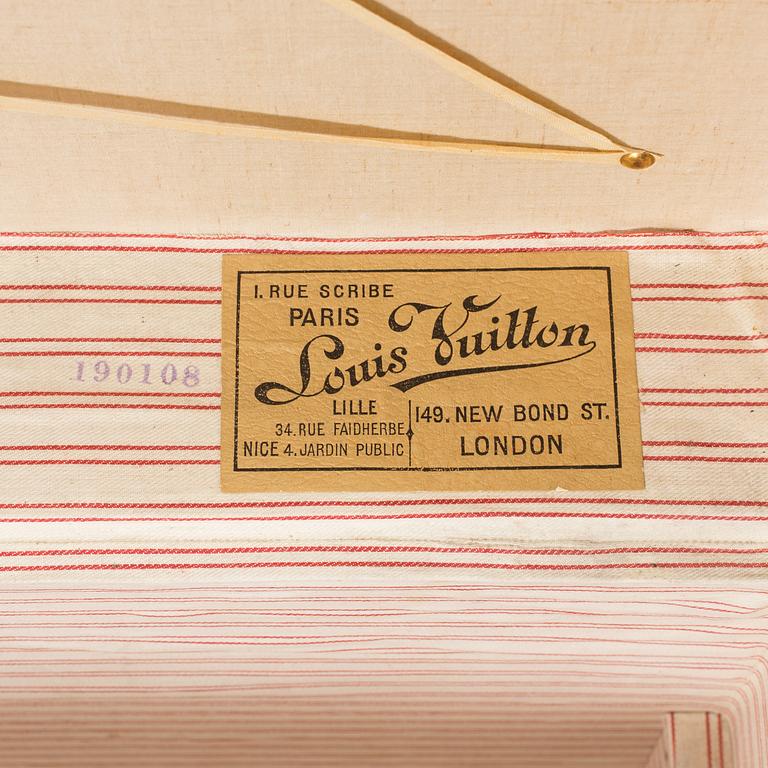 1. RUE SCRIBE
PARIS
Louis Vuitton
LILLE
34. RUE FAIDHERBE
NICE 4. JARDIN PUBLIC
149. NEW BOND ST.
LONDON
190108